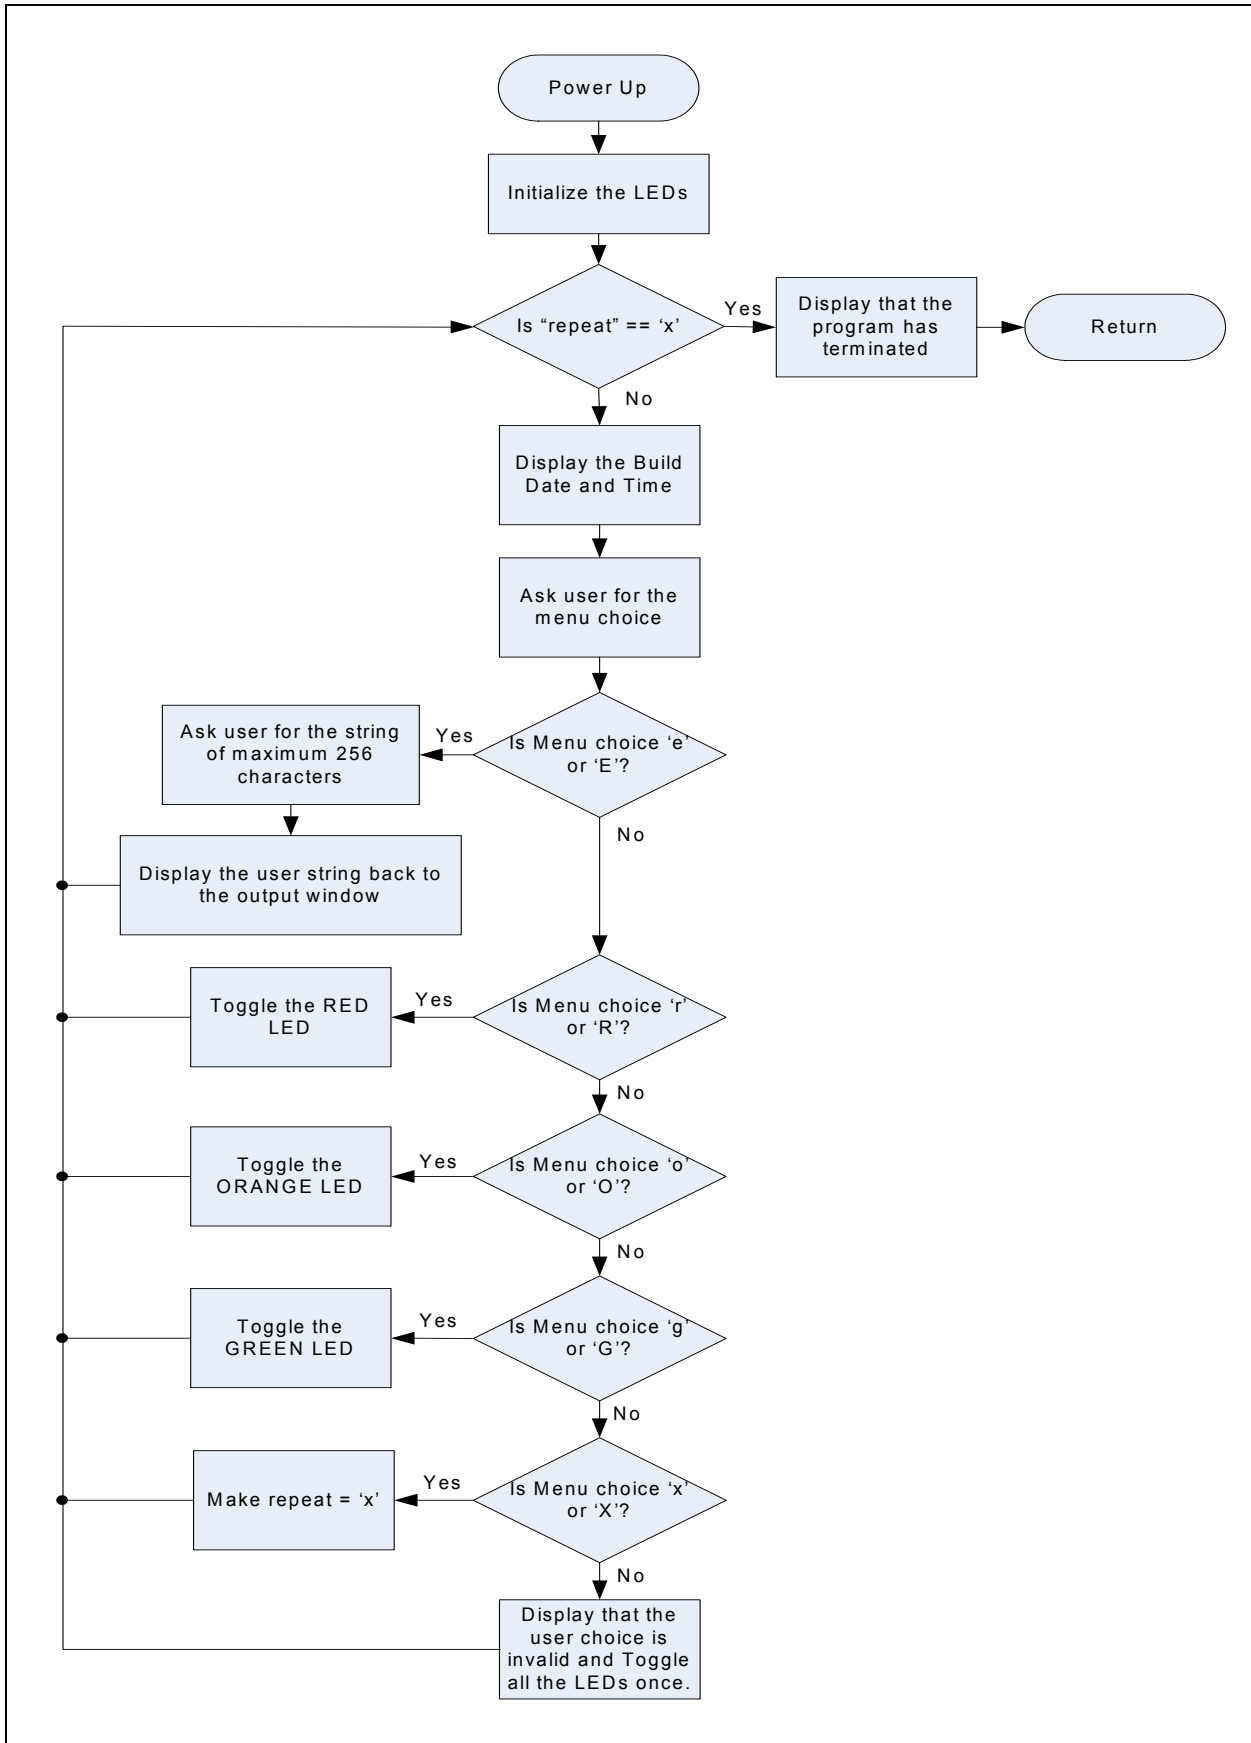 Power Up
Initialize the LEDs
Is “repeat” == ‘x’
Yes
Display that the
program has
terminated
Return
No
Display the Build
Date and Time
Ask user for the
menu choice
Is Menu choice ‘e’
or ‘E’?
Yes
Ask user for the string
of maximum 256
characters
Display the user string back to
the output window
No
Is Menu choice ‘r’
or ‘R’?
Yes
Toggle the RED
LED
No
Is Menu choice ‘o’
or ‘O’?
Yes
Toggle the
ORANGE LED
No
Is Menu choice ‘g’
or ‘G’?
Yes
Toggle the
GREEN LED
No
Is Menu choice ‘x’
or ‘X’?
Yes
Make repeat = ‘x’
No
Display that the
user choice is
invalid and Toggle
all the LEDs once.